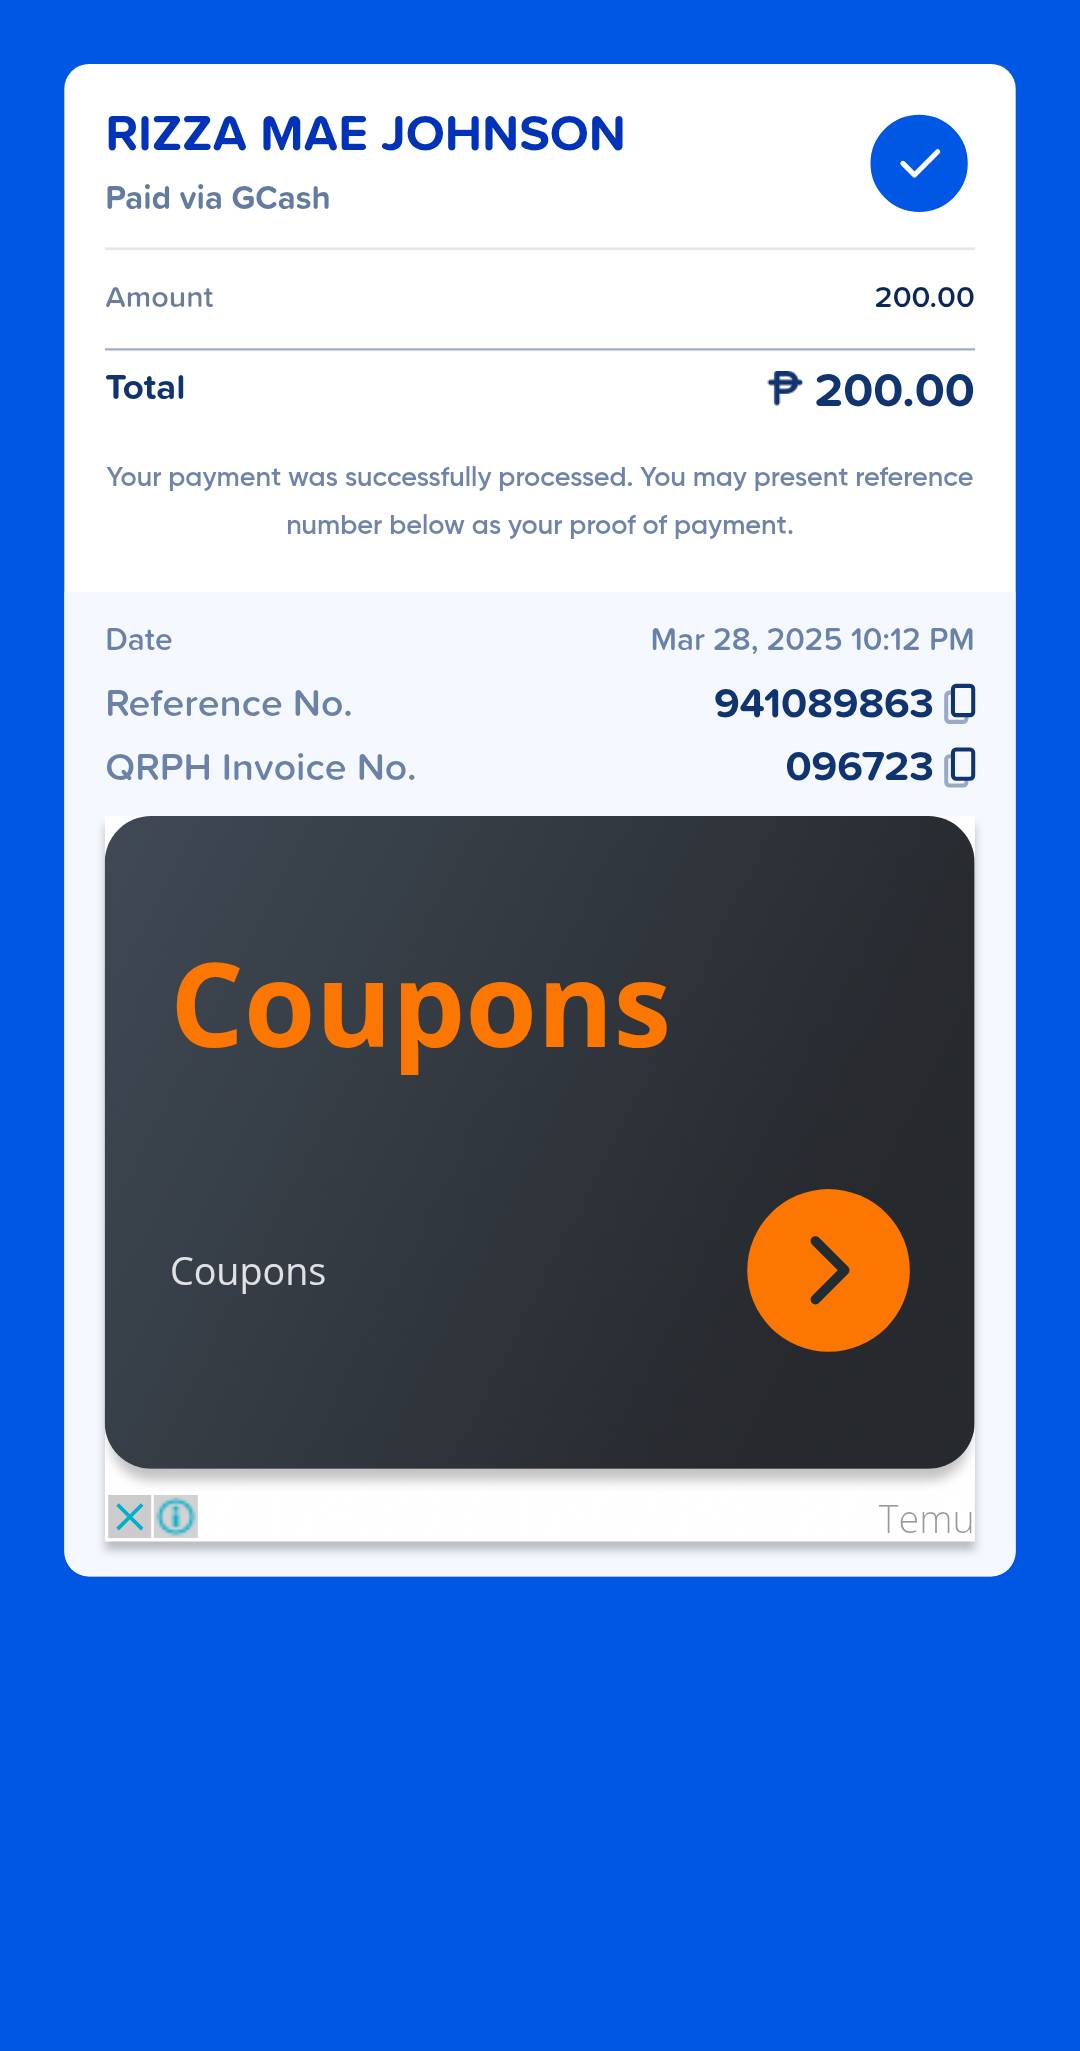 RIZZA MAE JOHNSON
Paid via GCash
Amount 200.00
Total ₱ 200.00
Your payment was successfully processed. You may present reference
number below as your proof of payment.
Date Mar 28, 2025 10:12 PM
Reference No. 941089863
QRPH Invoice No. 096723
Coupons
Coupons
Temu